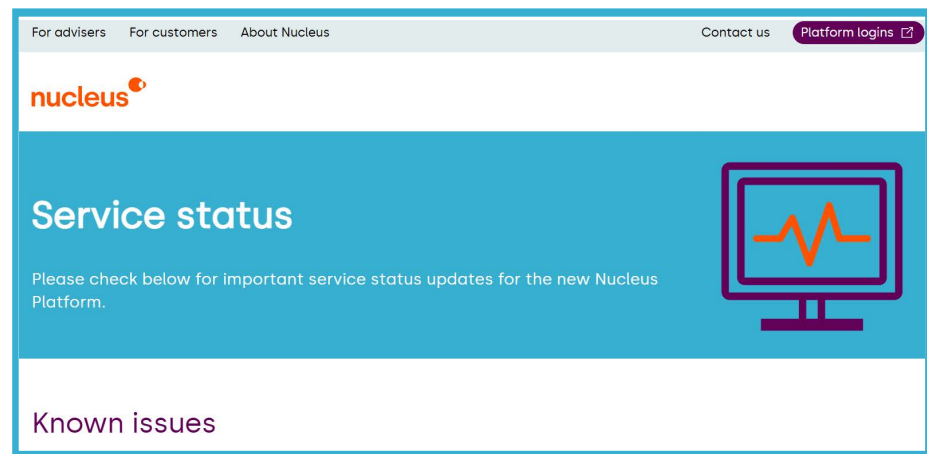 For advisers For customers About Nucleus Contact us Platform logins
nucleus
Service status
Please check below for important service status updates for the new Nucleus
Platform.
Known issues